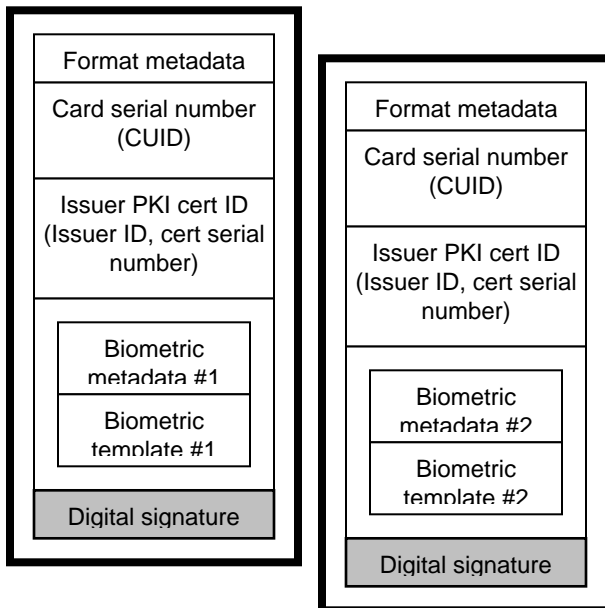 Format metadata
Card serial number
(CUID)
Issuer PKI cert ID
(Issuer ID, cert serial
number)
Biometric
metadata #1
Biometric
template #1
Digital signature
Format metadata
Card serial number
(CUID)
Issuer PKI cert ID
(Issuer ID, cert serial
number)
Biometric
metadata #2
Biometric
template #2
Digital signature